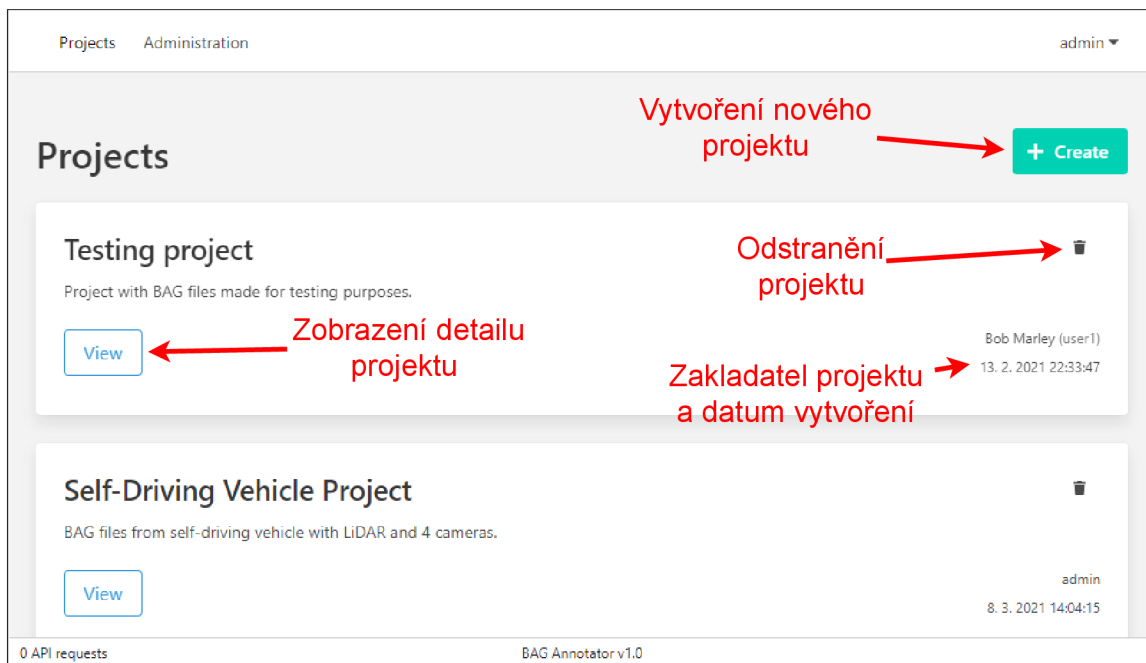 Projects Administration admin
Vytvoření nového
projektu
Projects
+ Create
Testing project
Odstranění
projektu
Project with BAG files made for testing purposes.
View
Zobrazení detailu
projektu
Bob Marley (user1)
13. 2. 2021 22:33:47
Zakladatel projektu
a datum vytvoření
Self-Driving Vehicle Project
BAG files from self-driving vehicle with LiDAR and 4 cameras.
View
admin
8. 3. 2021 14:04:15
0 API requests BAG Annotator v1.0